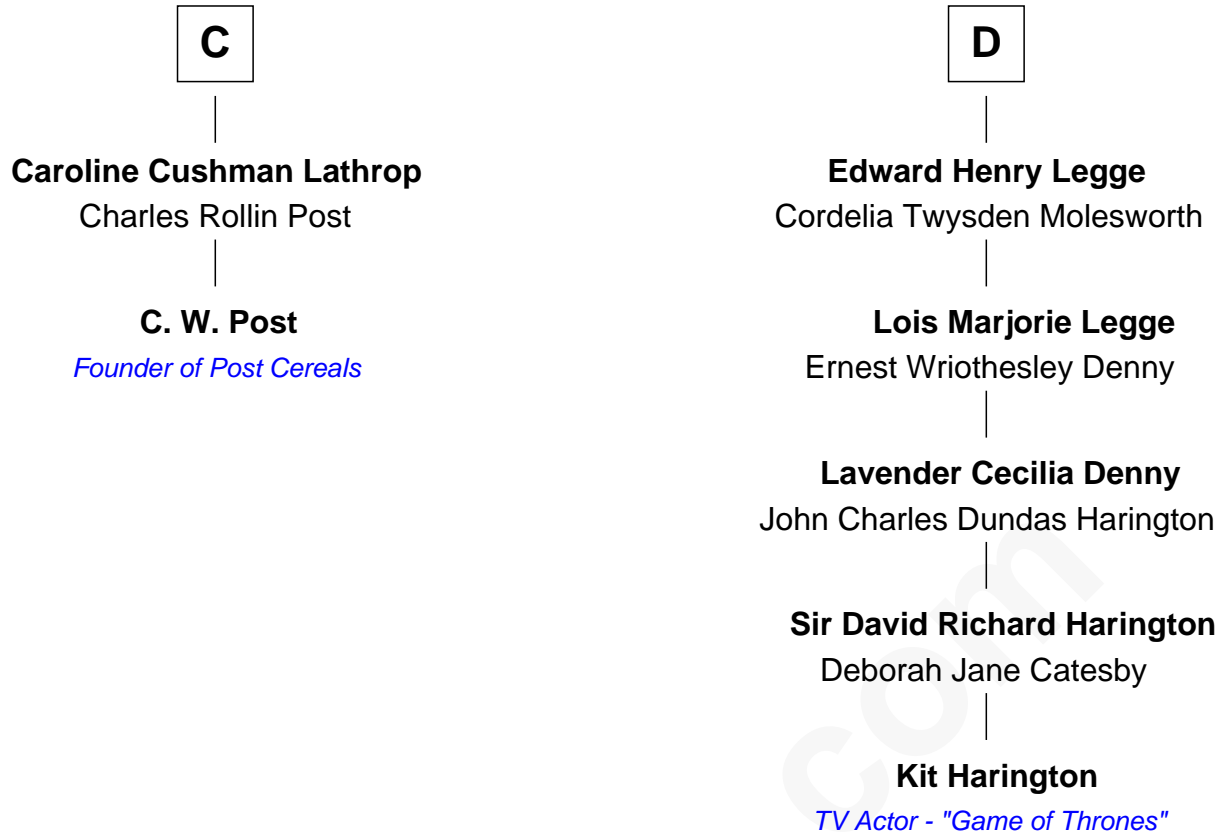 C
Caroline Cushman Lathrop
Charles Rollin Post
C. W. Post
Founder of Post Cereals
D
Edward Henry Legge
Cordelia Twysden Molesworth
Lois Marjorie Legge
Ernest Wriothesley Denny
Lavender Cecilia Denny
John Charles Dundas Harington
Sir David Richard Harington
Deborah Jane Catesby
Kit Harington
TV Actor - "Game of Thrones"
com